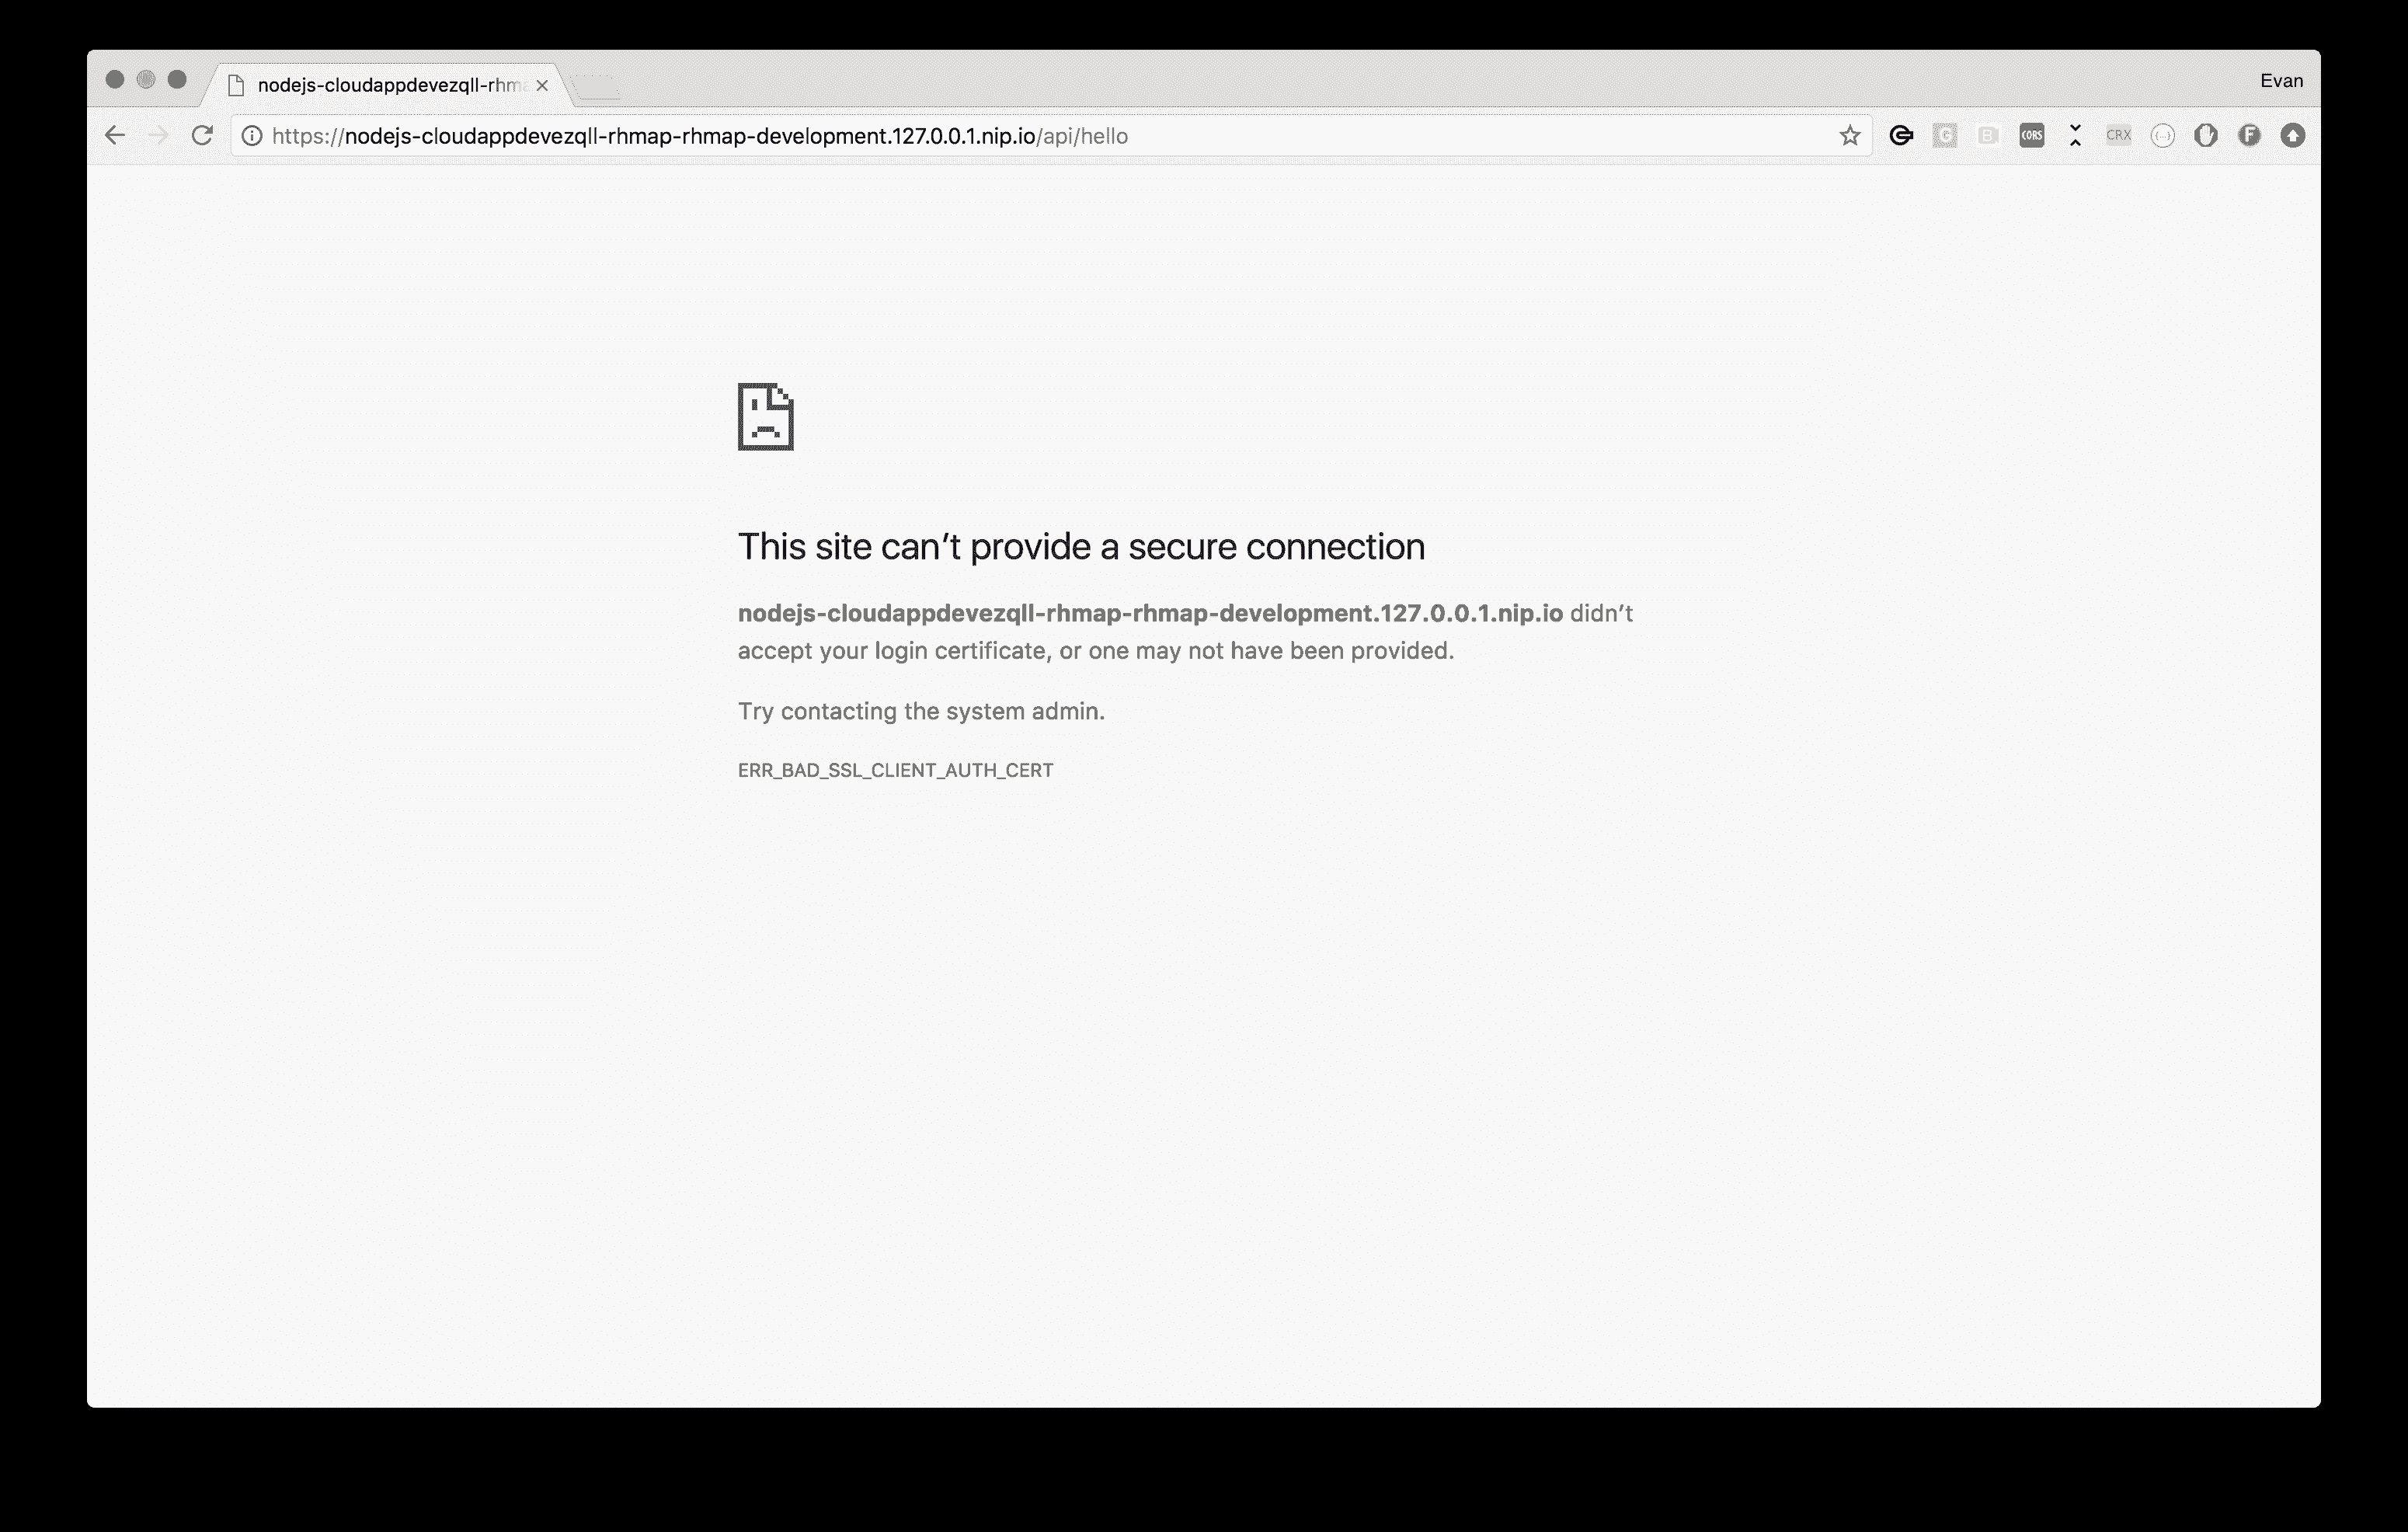 nodejs-cloudappdevezqll-rhma
Evan
https://nodejs-cloudappdevezqll-rhmap-rhmap-development.127.0.0.1.nip.io/api/hello
G B CORS CRX {...} F
This site can’t provide a secure connection
nodejs-cloudappdevezqll-rhmap-rhmap-development.127.0.0.1.nip.io didn’t
accept your login certificate, or one may not have been provided.
Try contacting the system admin.
ERR_BAD_SSL_CLIENT_AUTH_CERT